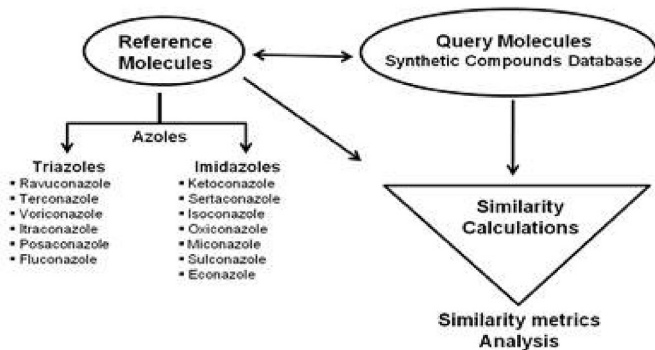 Reference
Molecules
Query Molecules
Synthetic Compounds Database
Azoles
Triazoles
▪ Ravuconazole
▪ Terconazole
▪ Voriconazole
▪ Itraconazole
▪ Posaconazole
▪ Fluconazole
Imidazoles
▪ Ketoconazole
▪ Sertaconazole
▪ Isoconazole
▪ Oxiconazole
▪ Miconazole
▪ Sulconazole
▪ Econazole
Similarity
Calculations
Similarity metrics
Analysis